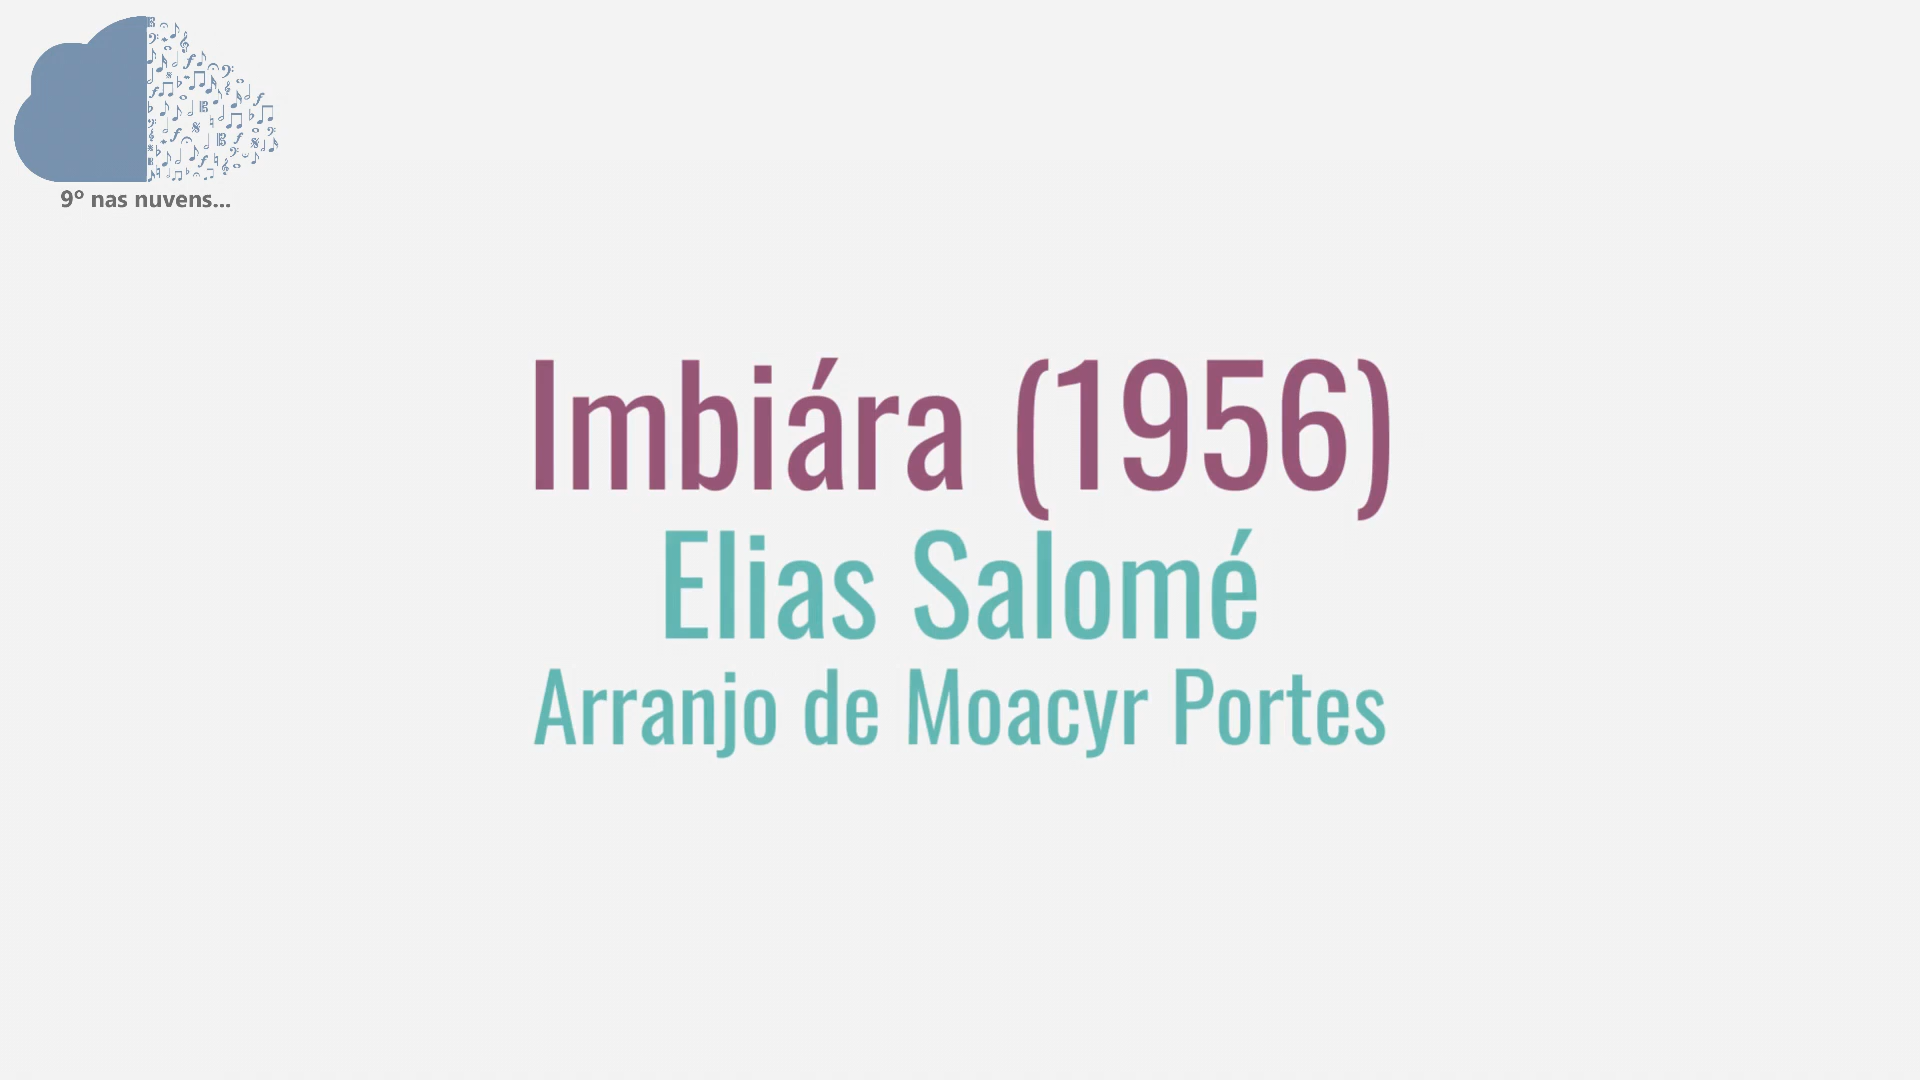 9º nas nuvens...
Imbiára (1956)
Elias Salomé
Arranjo de Moacyr Portes